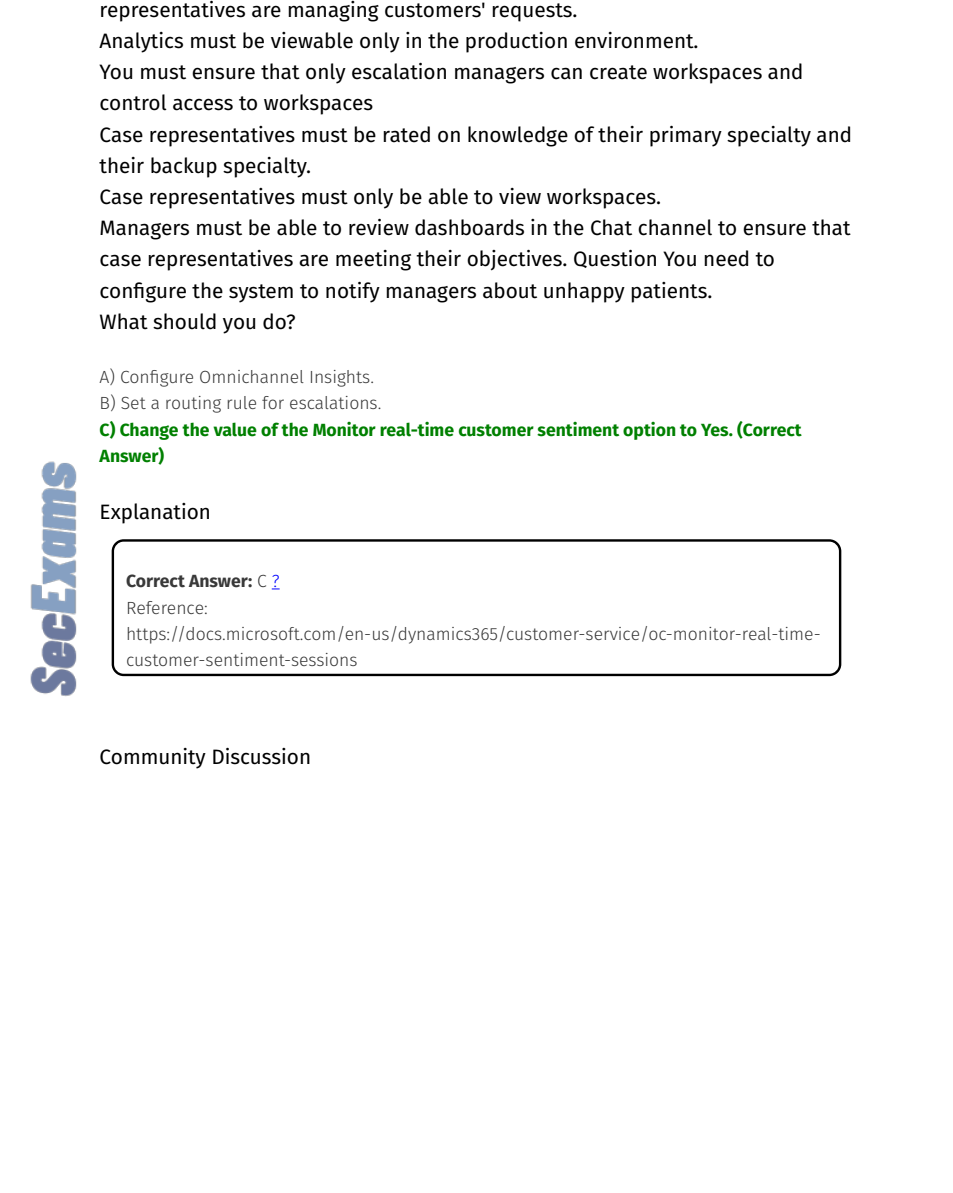 representatives are managing customers' requests.
Analytics must be viewable only in the production environment.
You must ensure that only escalation managers can create workspaces and
control access to workspaces
Case representatives must be rated on knowledge of their primary specialty and
their backup specialty.
Case representatives must only be able to view workspaces.
Managers must be able to review dashboards in the Chat channel to ensure that
case representatives are meeting their objectives. Question You need to
configure the system to notify managers about unhappy patients.
What should you do?
A) Configure Omnichannel Insights.
B) Set a routing rule for escalations.
C) Change the value of the Monitor real-time customer sentiment option to Yes. (Correct
Answer)
SecExams
Explanation
Correct Answer: C ?
Reference:
https://docs.microsoft.com/en-us/dynamics365/customer-service/oc-monitor-real-time-
customer-sentiment-sessions
Community Discussion